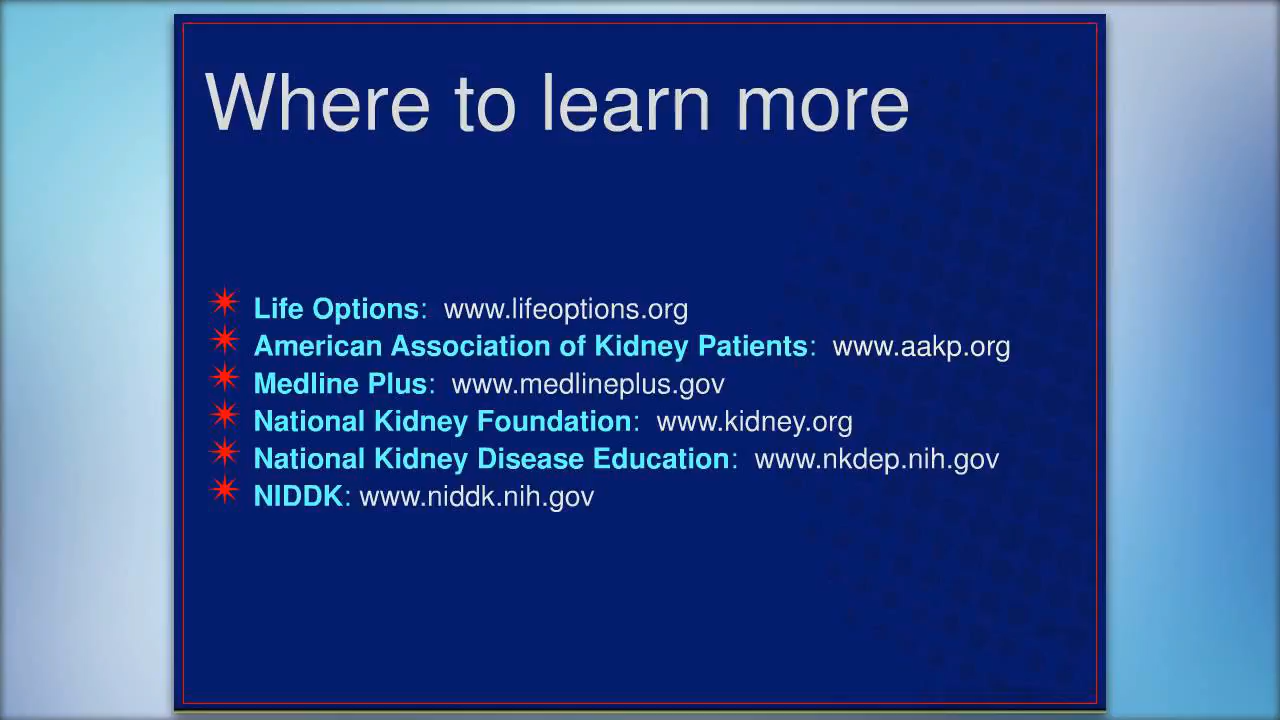 Where to learn more
Life Options: www.lifeoptions.org
American Association of Kidney Patients: www.aakp.org
Medline Plus: www.medlineplus.gov
National Kidney Foundation: www.kidney.org
National Kidney Disease Education: www.nkdep.nih.gov
NIDDK: www.niddk.nih.gov